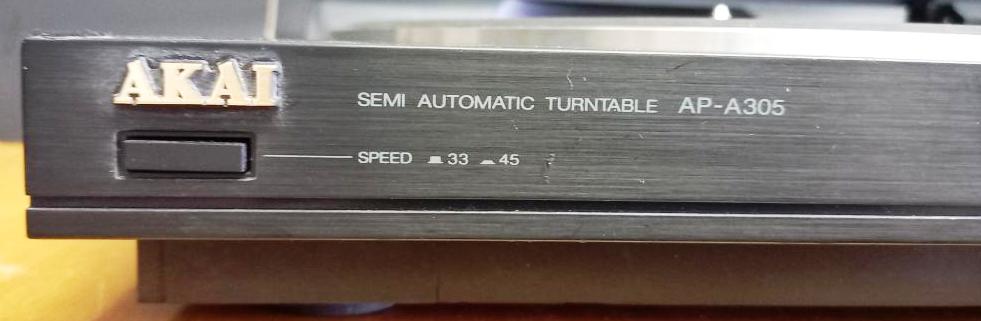 AKAI
SEMI AUTOMATIC TURNTABLE AP-A305
SPEED 33 45